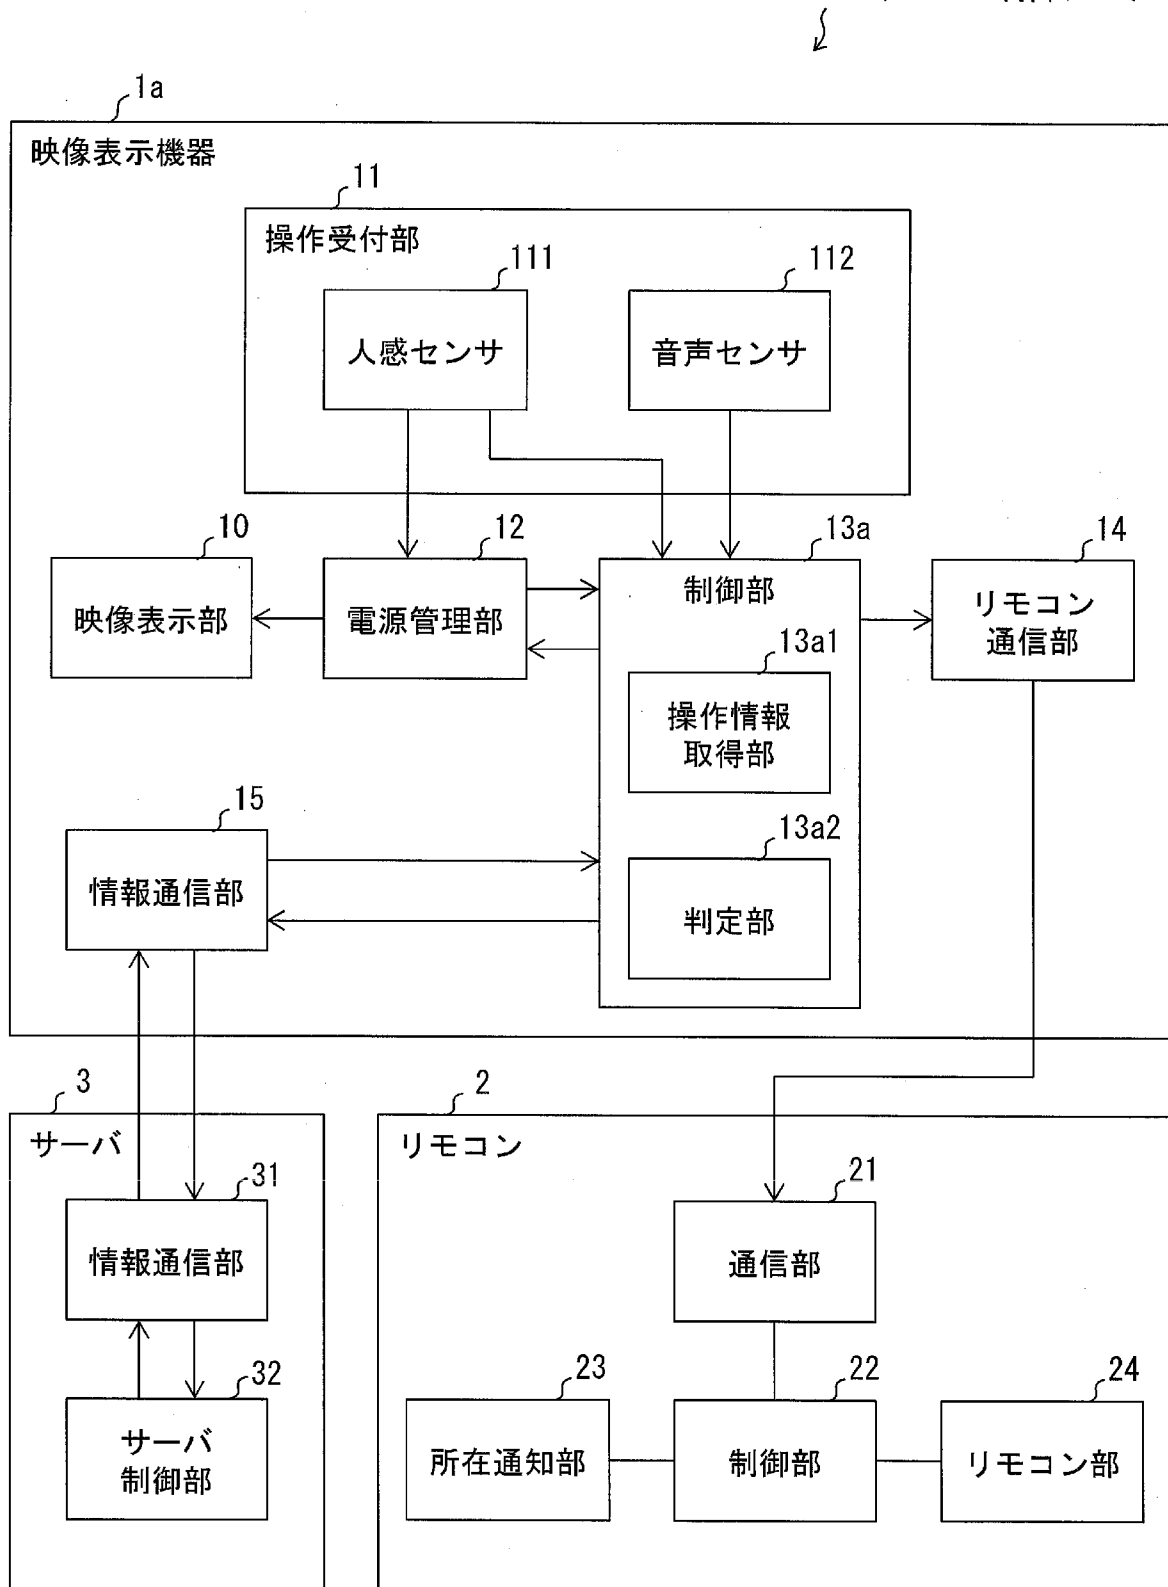 1a
映像表示機器
11
操作受付部
111
112
人感センサ
音声センサ
10
12
13a
14
映像表示部
電源管理部
制御部
リモコン
通信部
13a1
操作情報
取得部
15
13a2
情報通信部
判定部
3
2
サーバ
リモコン
31
21
情報通信部
通信部
32
23
22
24
サーバ
制御部
所在通知部
制御部
リモコン部